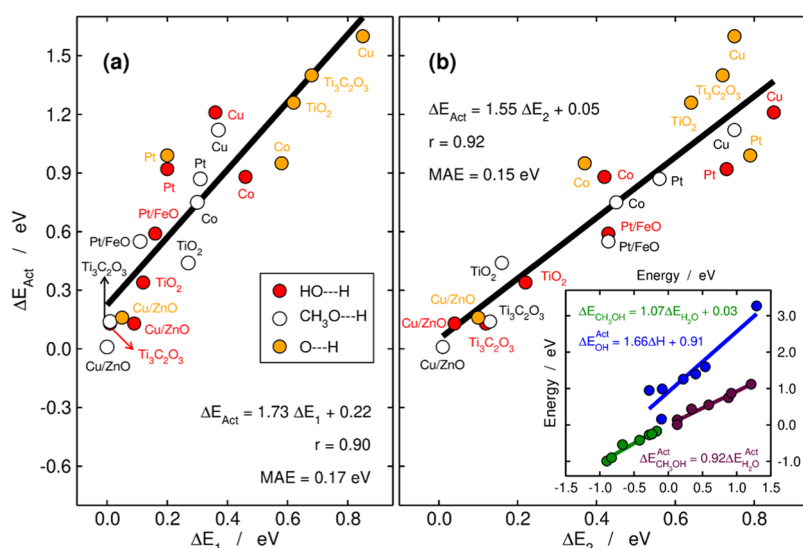 (a)
1.5
1.2
0.9
0.6
0.3
0.0
-0.3
-0.6
ΔE_Act / eV
0.0 0.2 0.4 0.6 0.8
ΔE_1 / eV
Cu
Ti3C2O3
TiO2
Cu
Cu
Pt
Pt
Pt
Co
Co
Co
Pt/FeO
Pt/FeO
TiO2
Ti3C2O3
TiO2
Cu/ZnO
Cu/ZnO
Ti3C2O3
Cu/ZnO
HO---H
CH3O---H
O---H
ΔE_Act = 1.73 ΔE_1 + 0.22
r = 0.90
MAE = 0.17 eV
(b)
ΔE_Act = 1.55 ΔE_2 + 0.05
r = 0.92
MAE = 0.15 eV
Cu
Ti3C2O3
TiO2
Cu
Cu
Pt
Pt
Pt
Co
Co
Co
Pt/FeO
Pt/FeO
TiO2
TiO2
Cu/ZnO
Ti3C2O3
Cu/ZnO
Ti3C2O3
Cu/ZnO
0.0 0.2 0.4 0.6 0.8
Energy / eV
ΔE_CH3OH = 1.07ΔE_H2O + 0.03
ΔE_OH^Act = 1.66ΔH + 0.91
ΔE_CH3OH^Act = 0.92ΔE_H2O^Act
3.0
2.0
1.0
0.0
-1.0
Energy / eV
-1.5 -1.0 -0.5 0.0 0.5 1.0 1.5
ΔE_2 / eV